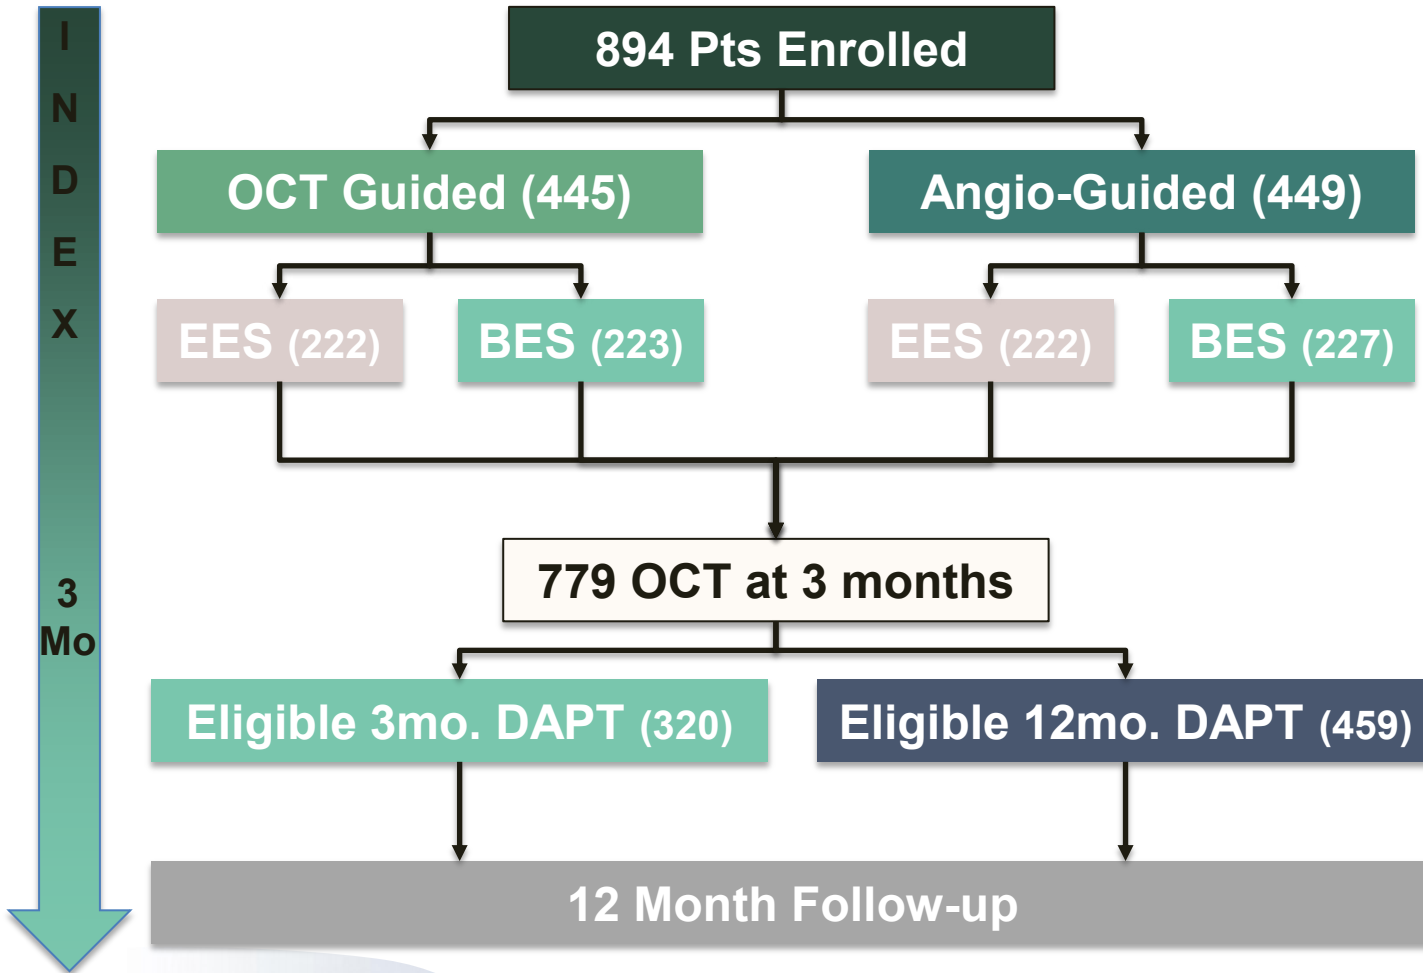 I
N
D
E
X
3
Mo
894 Pts Enrolled
OCT Guided (445)
Angio-Guided (449)
EES (222)
BES (223)
EES (222)
BES (227)
779 OCT at 3 months
Eligible 3mo. DAPT (320)
Eligible 12mo. DAPT (459)
12 Month Follow-up